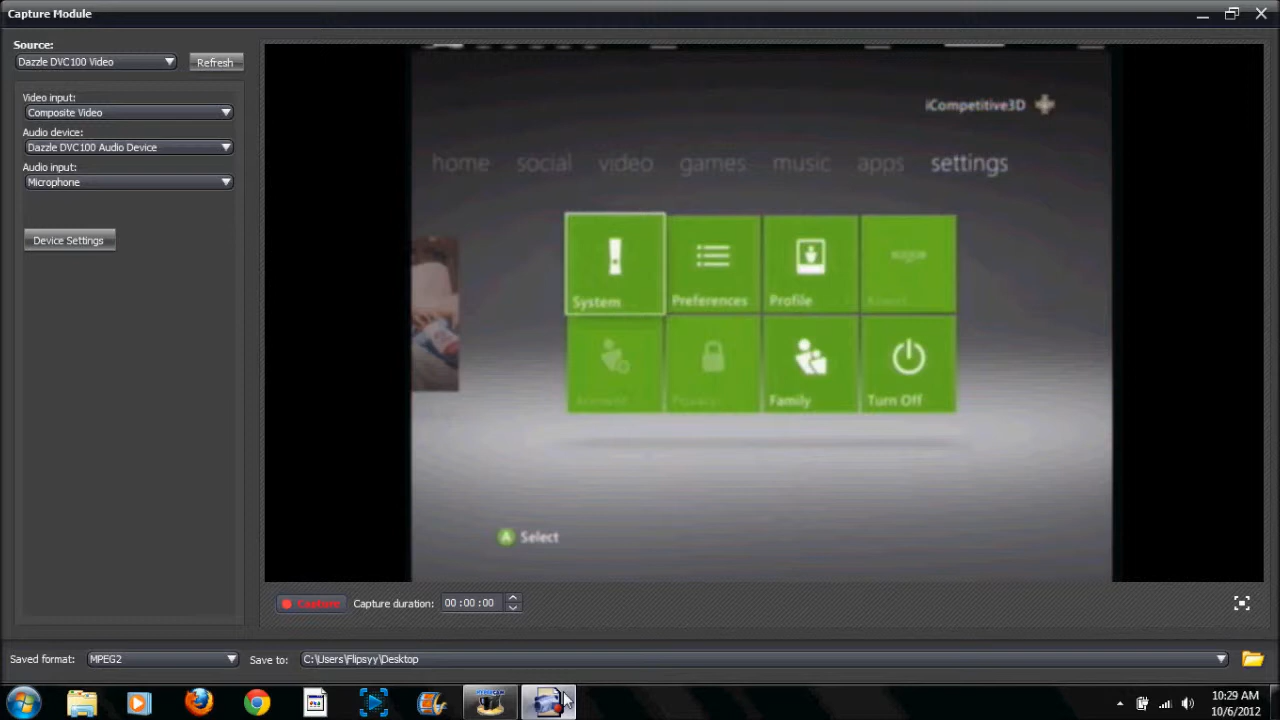 Capture Module
Source:
Dazzle DVC100 Video
Refresh
Video input:
Composite Video
Audio device:
Dazzle DVC100 Audio Device
Audio input:
Microphone
Device Settings
iCompetitive3D
home social video games music apps settings
System Preferences Profile Kinect
Account Privacy Family Turn Off
A Select
Capture Capture duration: 00:00:00
Saved format: MPEG2 Save to: C:\Users\Flipsyy\Desktop
10:29 AM
10/6/2012